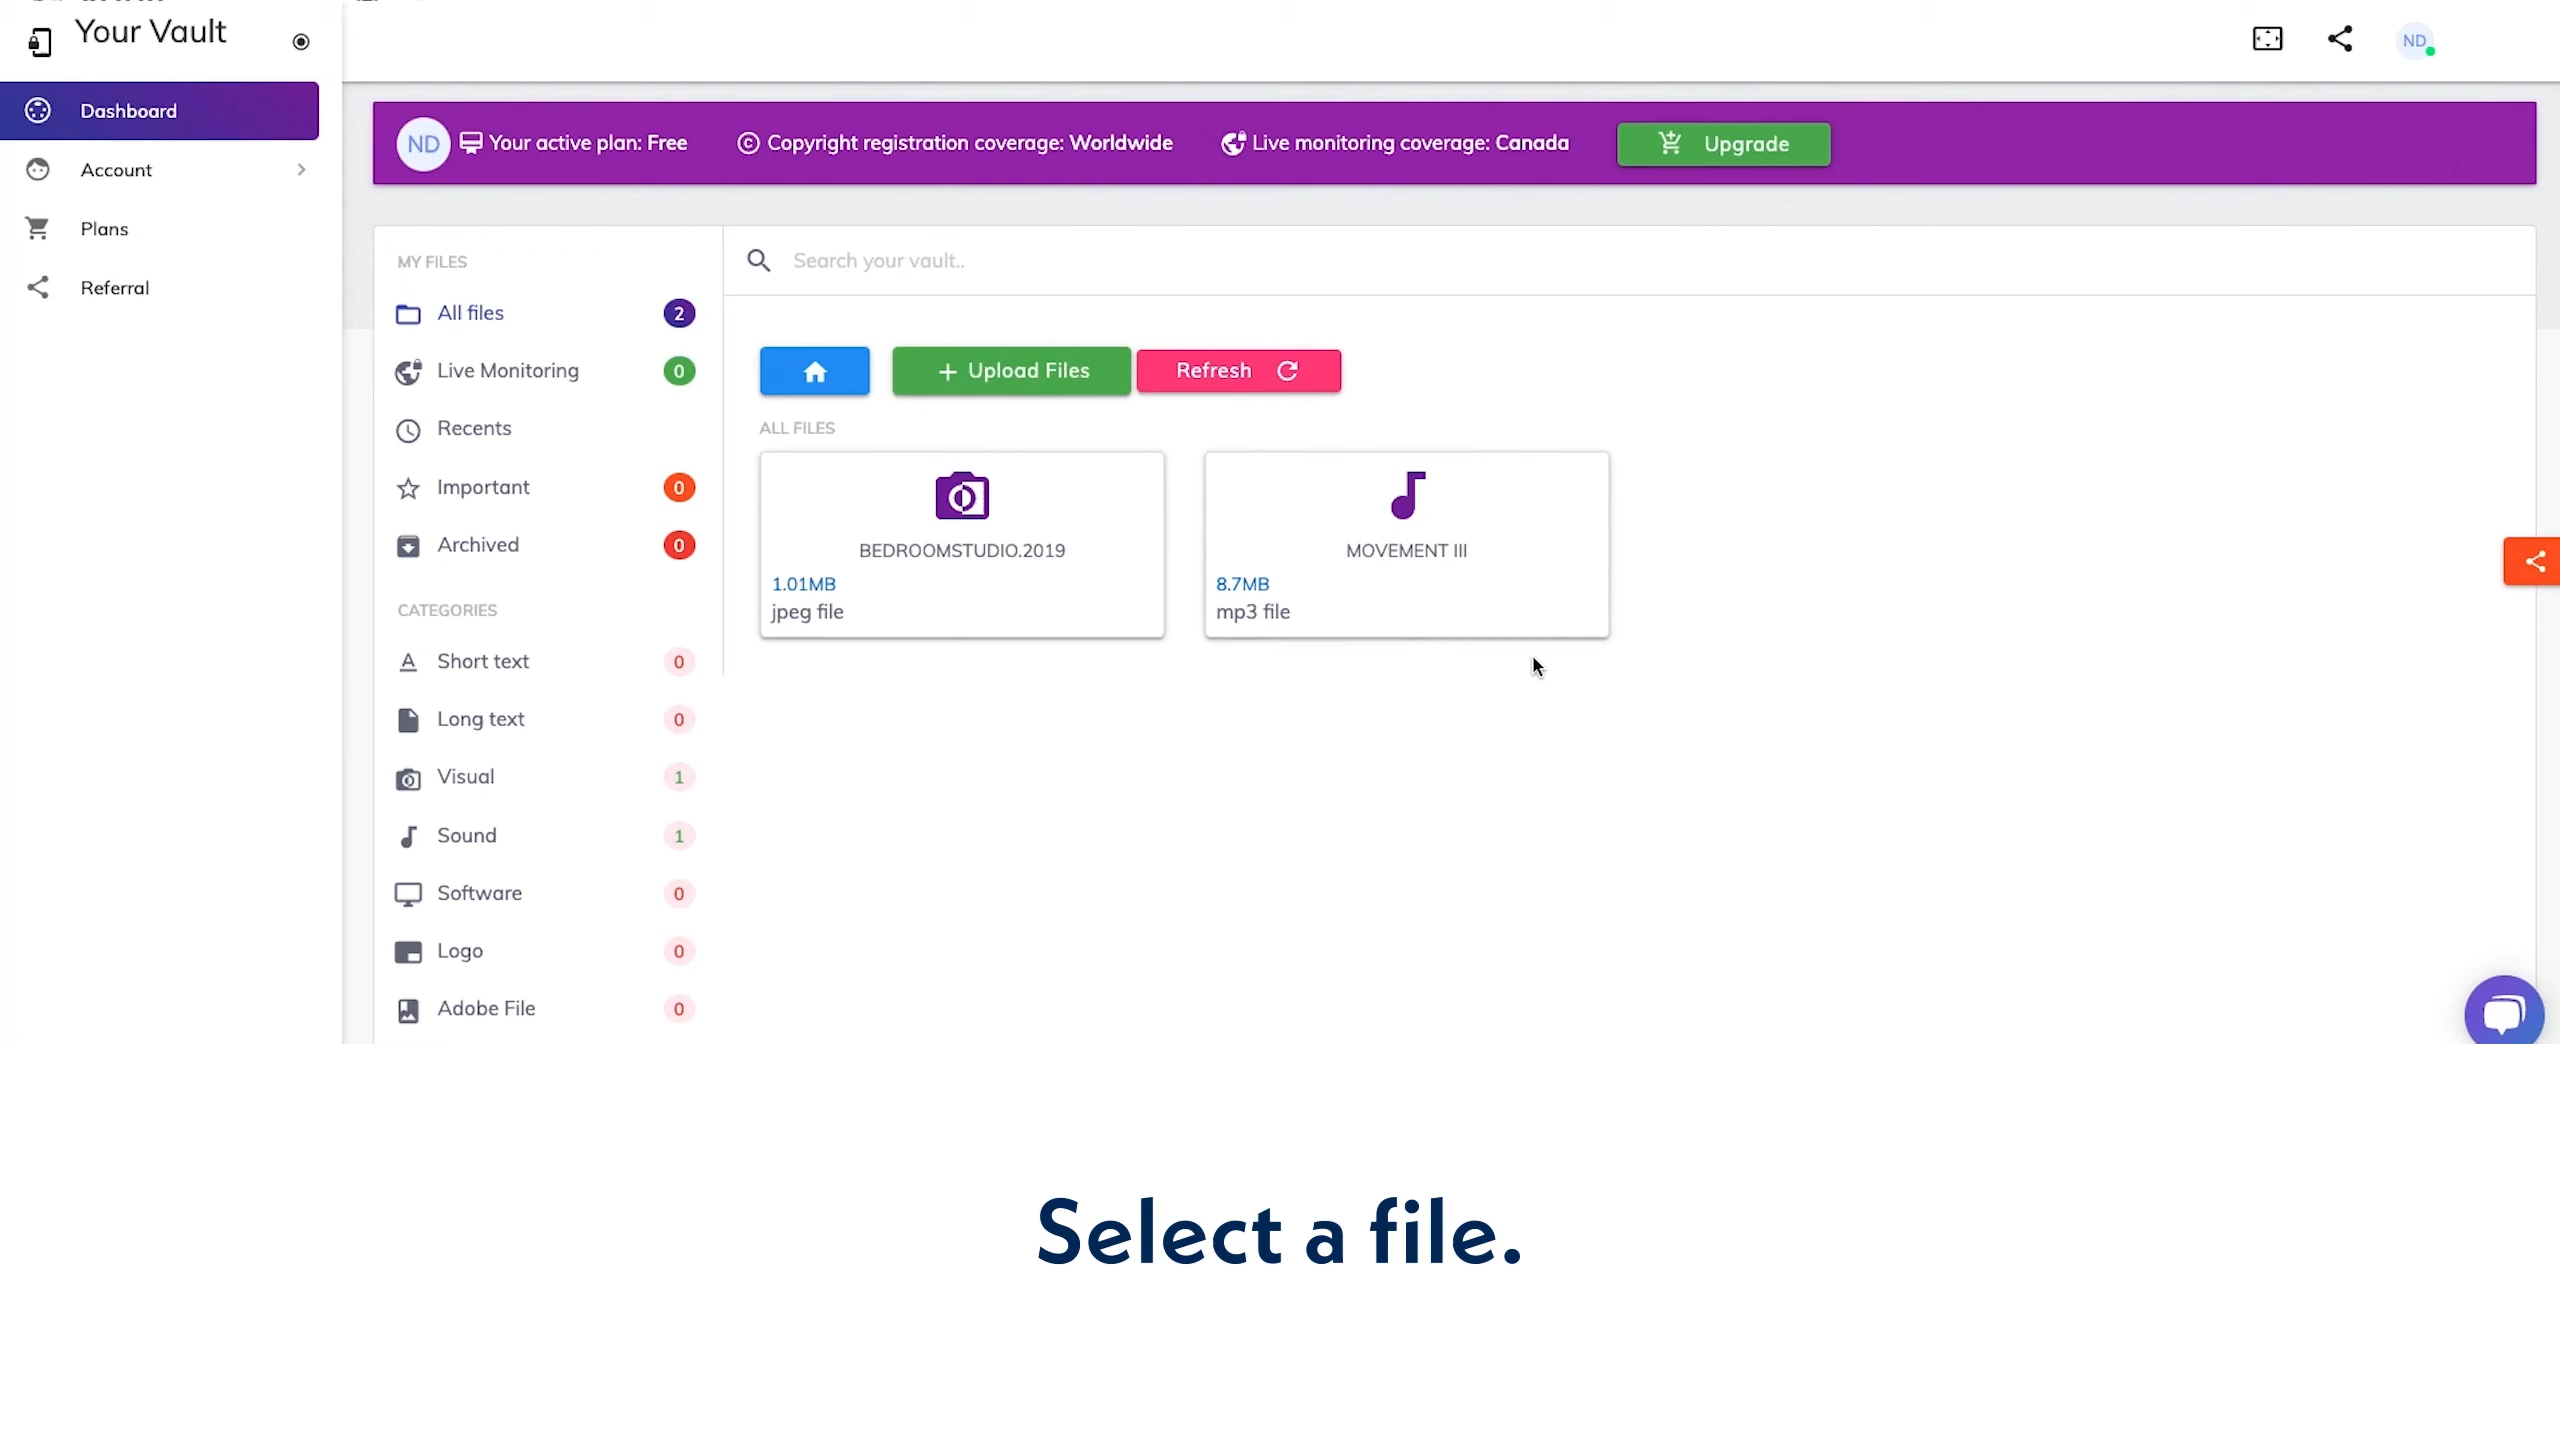 Your Vault
ND
Dashboard
Account
Plans
Referral
ND
Your active plan: Free
Copyright registration coverage: Worldwide
Live monitoring coverage: Canada
Upgrade
MY FILES
All files 2
Live Monitoring 0
Recents
Important 0
Archived 0
CATEGORIES
Short text 0
Long text 0
Visual 1
Sound 1
Software 0
Logo 0
Adobe File 0
Search your vault..
+ Upload Files
Refresh
ALL FILES
BEDROOMSTUDIO.2019
1.01MB
jpeg file
MOVEMENT III
8.7MB
mp3 file
Select a file.